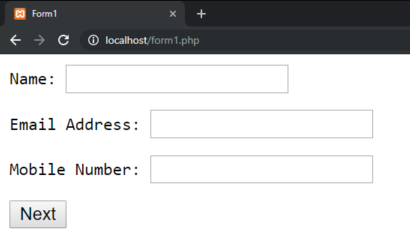 Form1
localhost/form1.php
Name:
Email Address:
Mobile Number:
Next